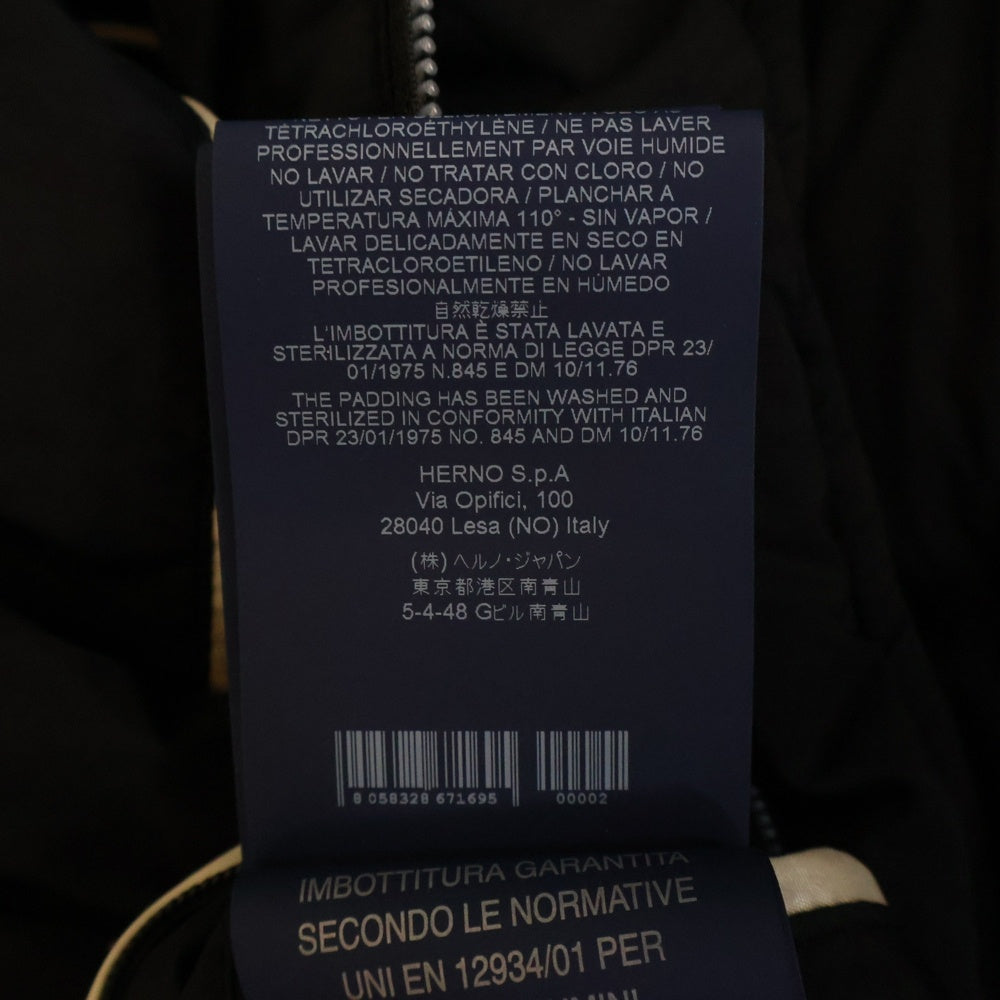 TÉTRACHLOROÉTHYLÈNE / NE PAS LAVER
PROFESSIONNELLEMENT PAR VOIE HUMIDE
NO LAVAR / NO TRATAR CON CLORO / NO
UTILIZAR SECADORA / PLANCHAR A
TEMPERATURA MÁXIMA 110° - SIN VAPOR /
LAVAR DELICADAMENTE EN SECO EN
TETRACLOROETILENO / NO LAVAR
PROFESIONALMENTE EN HÚMEDO
自然乾燥禁止
L'IMBOTTITURA È STATA LAVATA E
STERILIZZATA A NORMA DI LEGGE DPR 23/
01/1975 N.845 E DM 10/11.76
THE PADDING HAS BEEN WASHED AND
STERILIZED IN CONFORMITY WITH ITALIAN
DPR 23/01/1975 NO. 845 AND DM 10/11.76
HERNO S.p.A
Via Opifici, 100
28040 Lesa (NO) Italy
(株) ヘルノ・ジャパン
東京都港区南青山
5-4-48 Gビル南青山
8 058328 671695
00002
IMBOTTITURA GARANTITA
SECONDO LE NORMATIVE
UNI EN 12934/01 PER